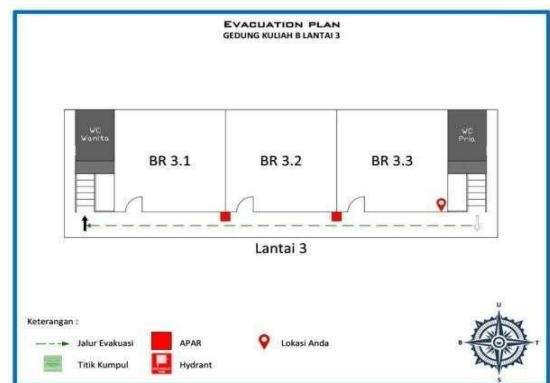 EVACUATION PLAN
GEDUNG KULIAH B LANTAI 3
WC
Wanita
WC
Pria
BR 3.1
BR 3.2
BR 3.3
Lantai 3
Keterangan :
Jalur Evakuasi
APAR
Lokasi Anda
Titik Kumpul
Hydrant
U
B
T
S